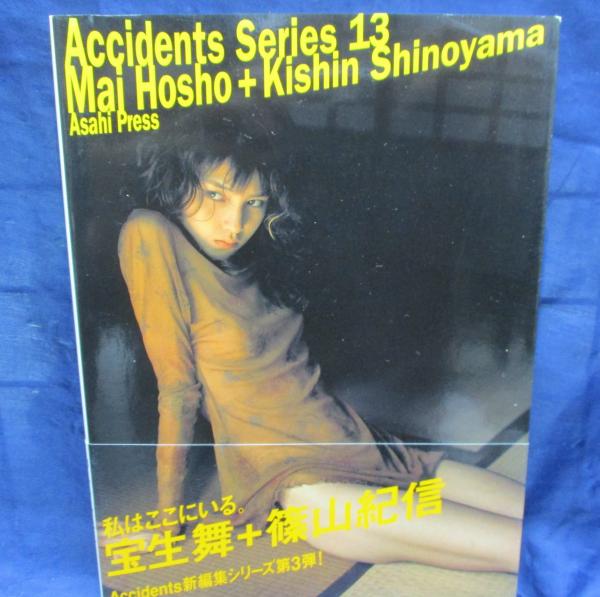 Accidents Series 13
Mai Hosho + Kishin Shinoyama
Asahi Press
私はここにいる。
宝生舞+篠山紀信
Accidents新編集シリーズ第3弾!